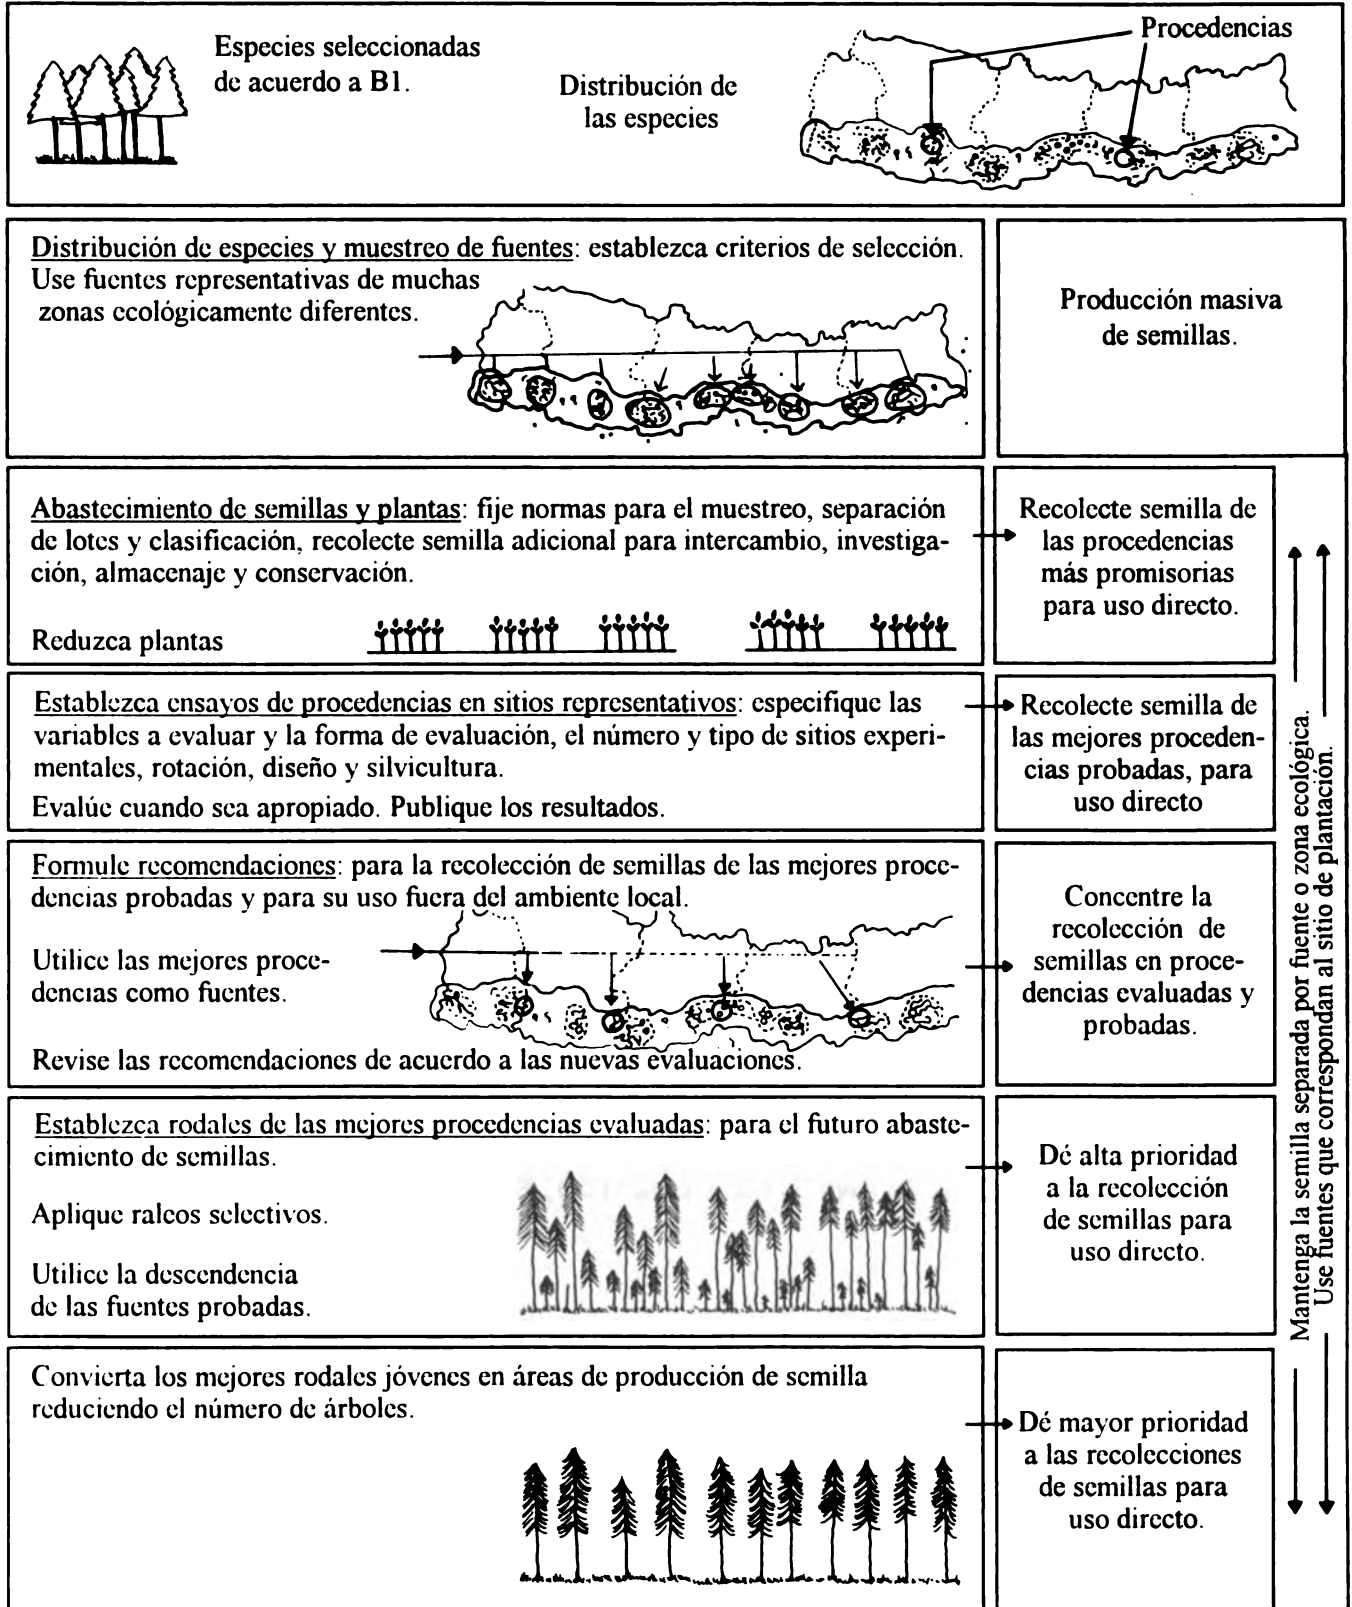 Especies seleccionadas
de acuerdo a B1.
Distribución de
las especies
Procedencias
Distribución de especies y muestreo de fuentes: establezca criterios de selección.
Use fuentes representativas de muchas
zonas ecológicamente diferentes.
Producción masiva
de semillas.
Abastecimiento de semillas y plantas: fije normas para el muestreo, separación
de lotes y clasificación, recolecte semilla adicional para intercambio, investiga-
ción, almacenaje y conservación.
Reduzca plantas
Recolecte semilla de
las procedencias
más promisorias
para uso directo.
Establezca ensayos de procedencias en sitios representativos: especifique las
variables a evaluar y la forma de evaluación, el número y tipo de sitios experi-
mentales, rotación, diseño y silvicultura.
Evalúe cuando sea apropiado. Publique los resultados.
Recolecte semilla de
las mejores proceden-
cias probadas, para
uso directo
Formule recomendaciones: para la recolección de semillas de las mejores proce-
dencias probadas y para su uso fuera del ambiente local.
Utilice las mejores proce-
dencias como fuentes.
Revise las recomendaciones de acuerdo a las nuevas evaluaciones.
Concentre la
recolección de
semillas en proce-
dencias evaluadas y
probadas.
Establezca rodales de las mejores procedencias evaluadas: para el futuro abaste-
cimiento de semillas.
Aplique raleos selectivos.
Utilice la descendencia
de las fuentes probadas.
Dé alta prioridad
a la recolección
de semillas para
uso directo.
Convierta los mejores rodales jóvenes en áreas de producción de semilla
reduciendo el número de árboles.
Dé mayor prioridad
a las recolecciones
de semillas para
uso directo.
Mantenga la semilla separada por fuente o zona ecológica.
Use fuentes que correspondan al sitio de plantación.